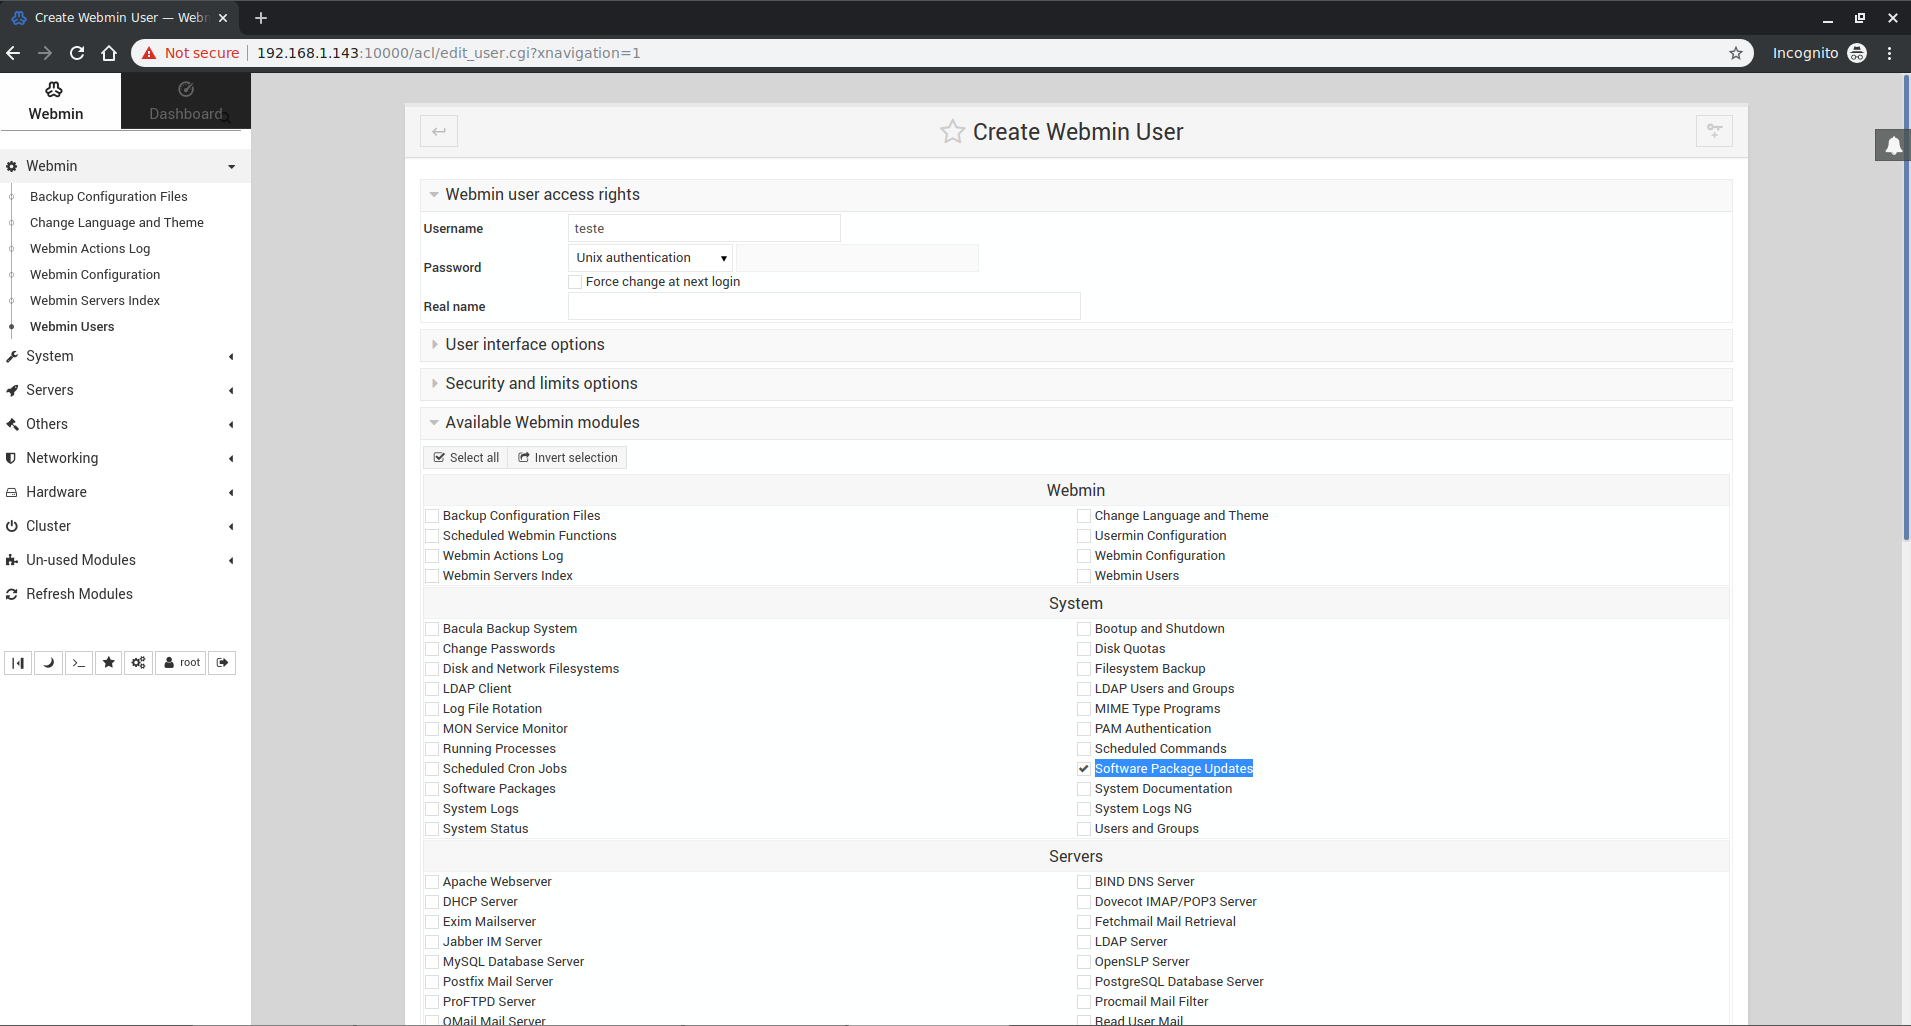 Create Webmin User — Webm
Not secure 192.168.1.143:10000/acl/edit_user.cgi?xnavigation=1 Incognito
Webmin Dashboard
Webmin
Backup Configuration Files
Change Language and Theme
Webmin Actions Log
Webmin Configuration
Webmin Servers Index
Webmin Users
System
Servers
Others
Networking
Hardware
Cluster
Un-used Modules
Refresh Modules
root
Create Webmin User
Webmin user access rights
Username teste
Password Unix authentication
Force change at next login
Real name
User interface options
Security and limits options
Available Webmin modules
Select all Invert selection
Webmin
Backup Configuration Files Change Language and Theme
Scheduled Webmin Functions Usermin Configuration
Webmin Actions Log Webmin Configuration
Webmin Servers Index Webmin Users
System
Bacula Backup System Bootup and Shutdown
Change Passwords Disk Quotas
Disk and Network Filesystems Filesystem Backup
LDAP Client LDAP Users and Groups
Log File Rotation MIME Type Programs
MON Service Monitor PAM Authentication
Running Processes Scheduled Commands
Scheduled Cron Jobs Software Package Updates
Software Packages System Documentation
System Logs System Logs NG
System Status Users and Groups
Servers
Apache Webserver BIND DNS Server
DHCP Server Dovecot IMAP/POP3 Server
Exim Mailserver Fetchmail Mail Retrieval
Jabber IM Server LDAP Server
MySQL Database Server OpenSLP Server
Postfix Mail Server PostgreSQL Database Server
ProFTPD Server Procmail Mail Filter
QMail Mail Server Read User Mail